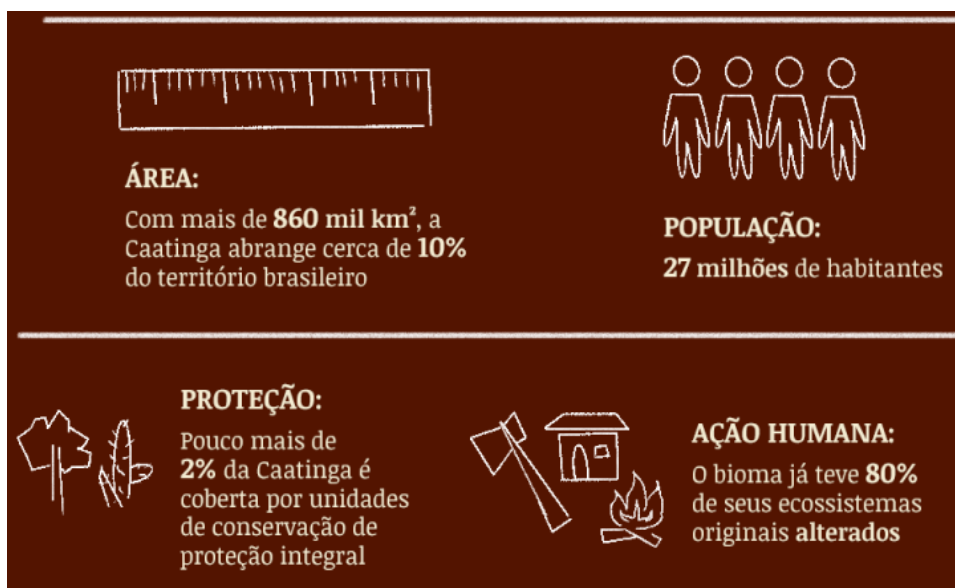 ÁREA:
Com mais de 860 mil km², a
Caatinga abrange cerca de 10%
do território brasileiro
POPULAÇÃO:
27 milhões de habitantes
PROTEÇÃO:
Pouco mais de
2% da Caatinga é
coberta por unidades
de conservação de
proteção integral
AÇÃO HUMANA:
O bioma já teve 80%
de seus ecossistemas
originais alterados